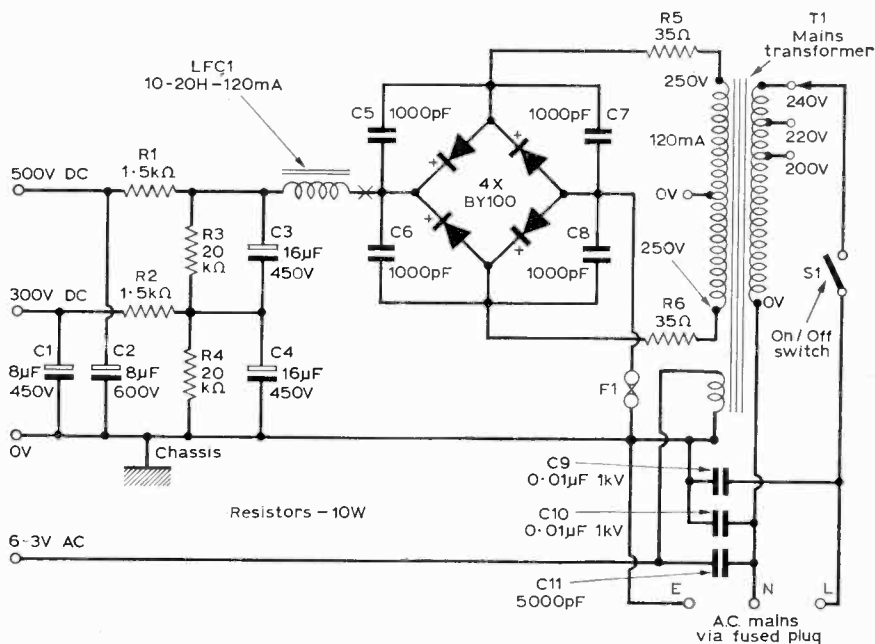 R5
35Ω
T1
Mains
transformer
LFC1
10-20H-120mA
250V
C5
1000pF
1000pF
C7
240V
220V
200V
120mA
500V DC
R1
1·5kΩ
4X
BY100
0V
R3
20
kΩ
C3
16µF
450V
C6
1000pF
C8
1000pF
250V
S1
On/Off
switch
300V DC
R2
1·5kΩ
R6
35Ω
0V
C1
8µF
450V
C2
8µF
600V
R4
20
kΩ
C4
16µF
450V
F1
0V
Chassis
C9
0·01µF 1kV
Resistors – 10W
C10
0·01µF 1kV
6-3V AC
C11
5000pF
E
N
L
A.C. mains
via fused plug